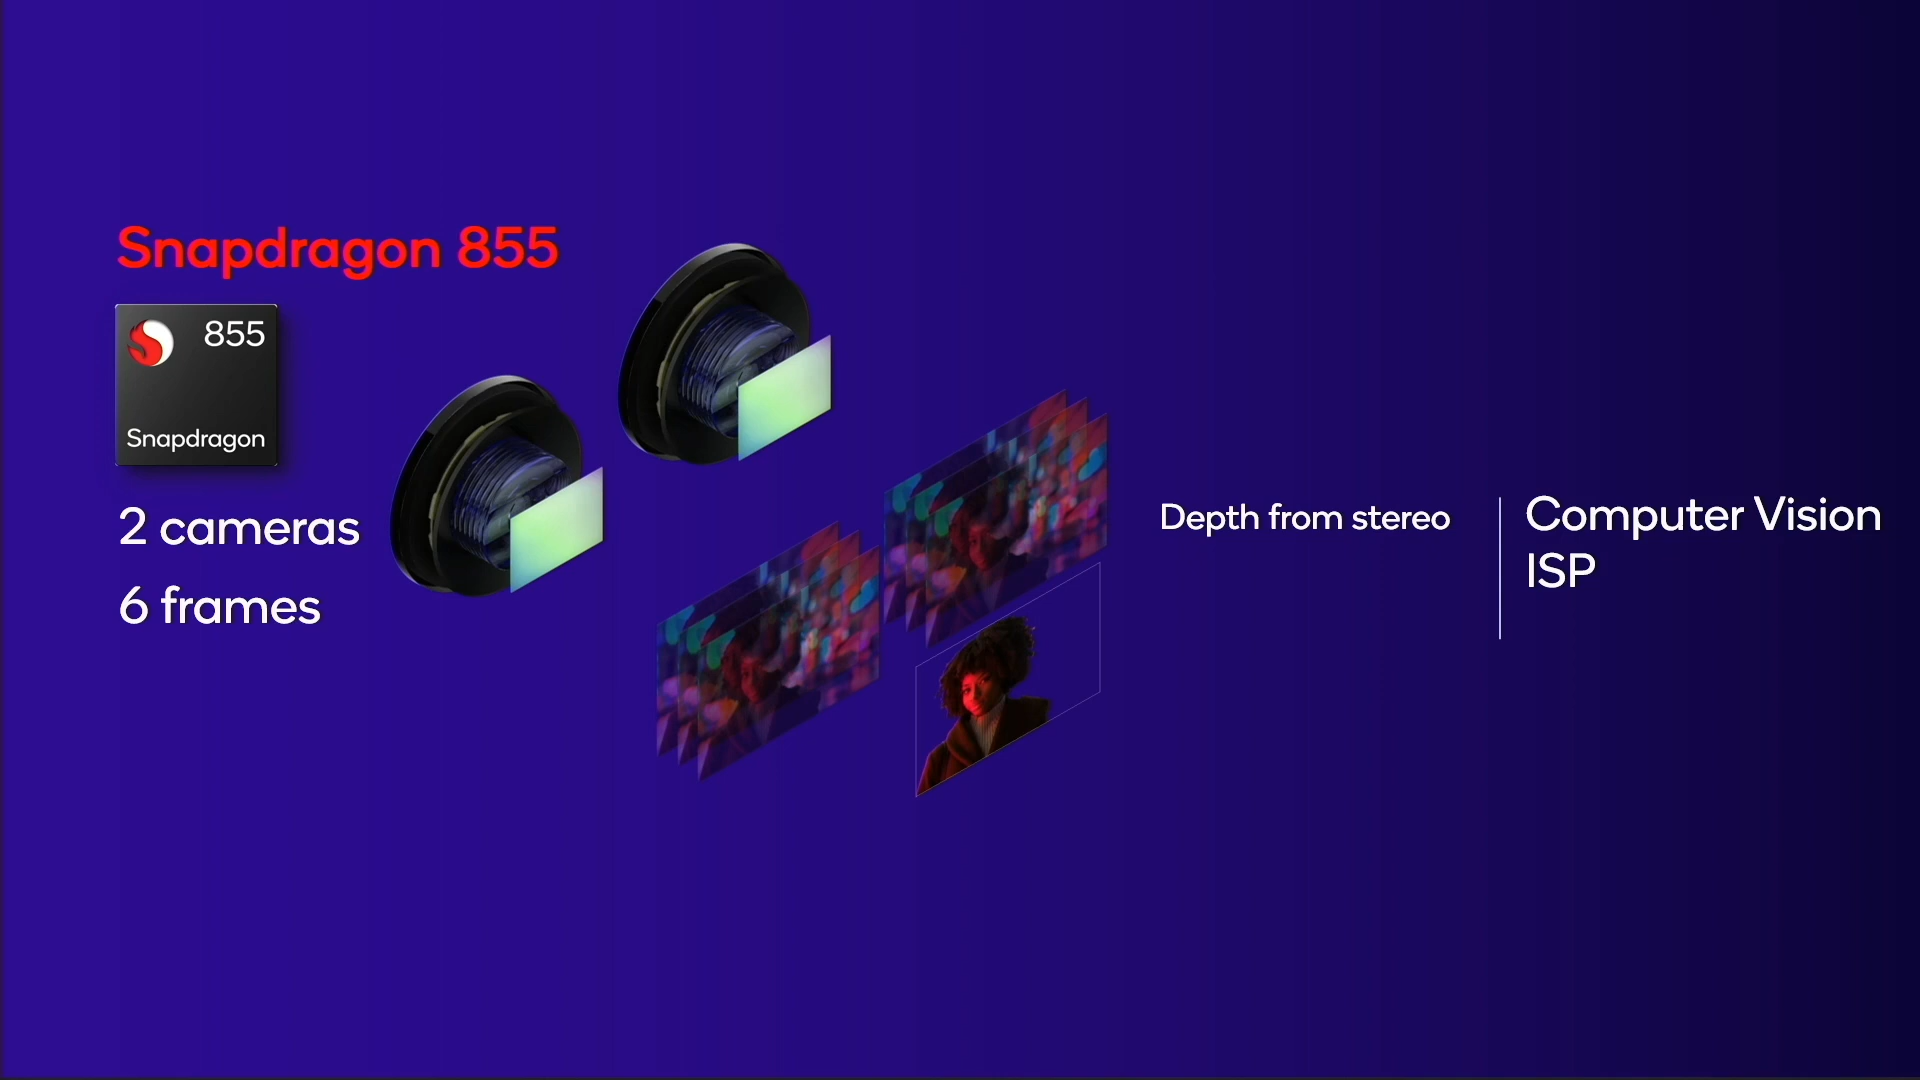 Snapdragon 855
855
Snapdragon
2 cameras
6 frames
Depth from stereo
Computer Vision
ISP